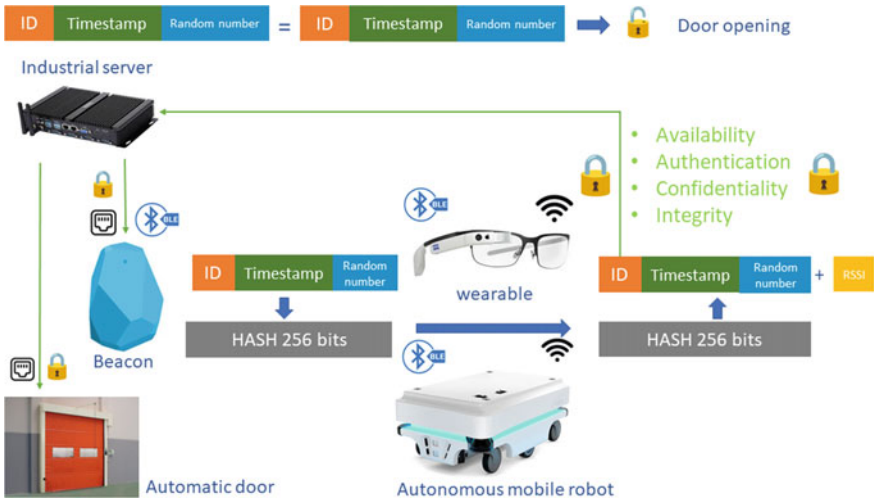 ID Timestamp Random number = ID Timestamp Random number Door opening
Industrial server
• Availability
• Authentication
• Confidentiality
• Integrity
BLE
BLE
ID Timestamp Random
number
wearable
ID Timestamp Random
number + RSSI
HASH 256 bits
HASH 256 bits
Beacon
BLE
Automatic door
Autonomous mobile robot